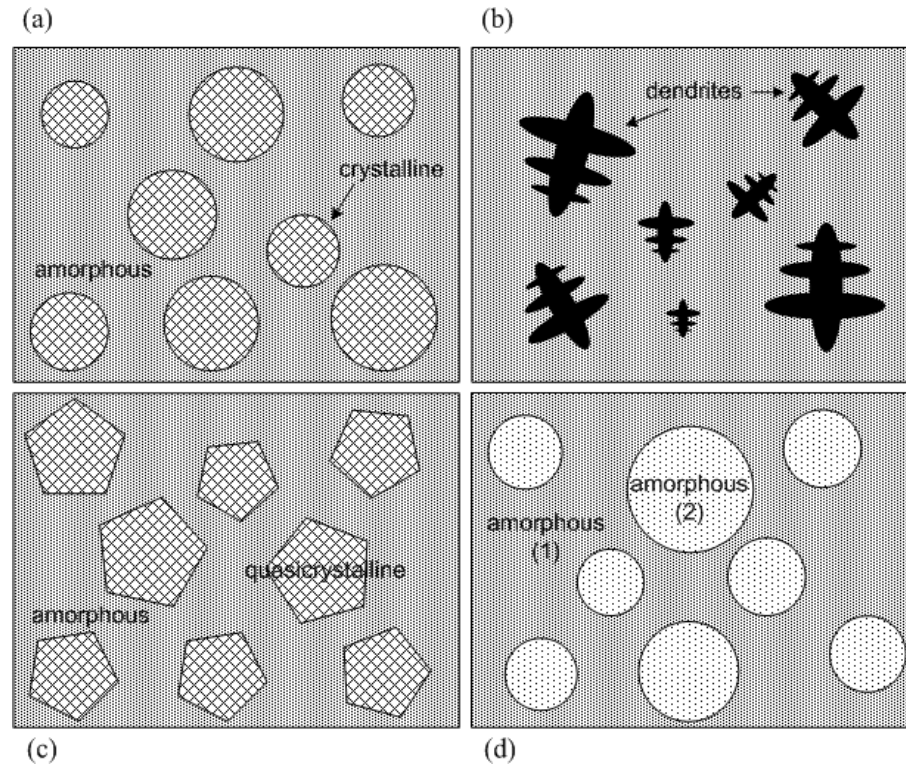 (a)
(b)
dendrites
crystalline
amorphous
amorphous
(2)
amorphous
(1)
quasicrystalline
amorphous
(c)
(d)